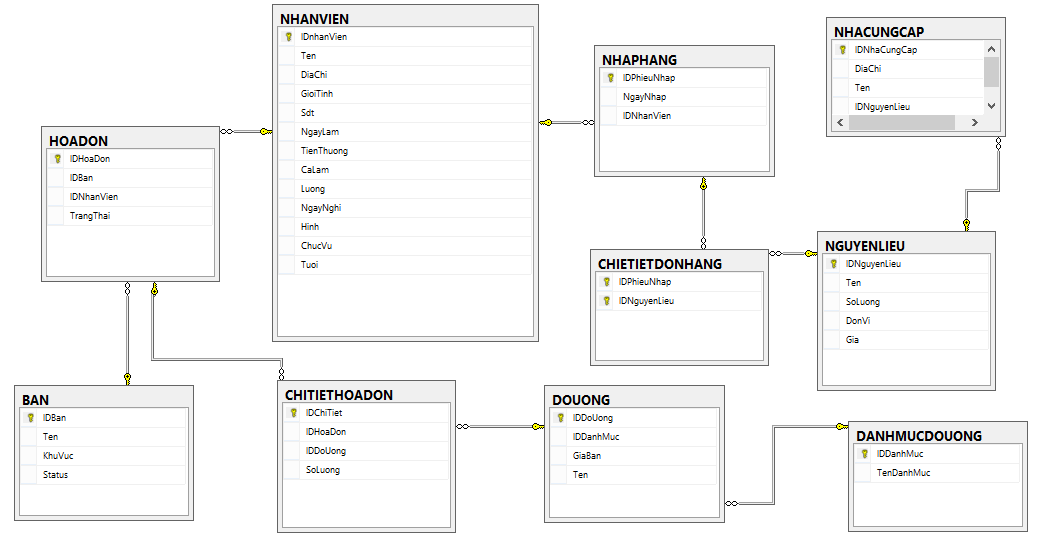 NHANVIEN
IDnhanVien
Ten
DiaChi
GioiTinh
Sdt
NgayLam
TienThuong
CaLam
Luong
NgayNghi
Hinh
ChucVu
Tuoi
NHAPHANG
IDPhieuNhap
NgayNhap
IDNhanVien
NHACUNGCAP
IDNhaCungCap
DiaChi
Ten
IDNguyenLieu
HOADON
IDHoaDon
IDBan
IDNhanVien
TrangThai
CHIETIETDONHANG
IDPhieuNhap
IDNguyenLieu
NGUYENLIEU
IDNguyenLieu
Ten
SoLuong
DonVi
Gia
BAN
IDBan
Ten
KhuVuc
Status
CHITIETHOADON
IDChiTiet
IDHoaDon
IDDoUong
SoLuong
DOUONG
IDDoUong
IDDanhMuc
GiaBan
Ten
DANHMUCDOUONG
IDDanhMuc
TenDanhMuc